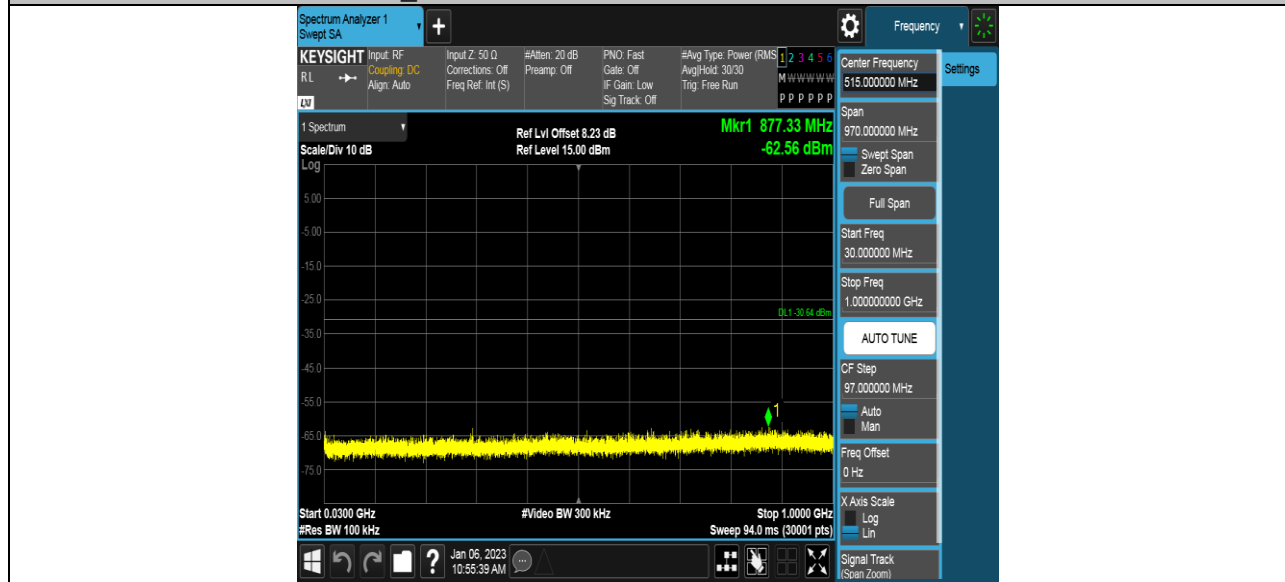 Spectrum Analyzer 1
Swept SA
+
Frequency
KEYSIGHT
RL
LXI
Input: RF
Coupling: DC
Align: Auto
Input Z: 50 Ω
Corrections: Off
Freq Ref: Int (S)
#Atten: 20 dB
Preamp: Off
PNO: Fast
Gate: Off
IF Gain: Low
Sig Track: Off
#Avg Type: Power (RMS
Avg|Hold: 30/30
Trig: Free Run
1 2 3 4 5 6
M W W W W W
P P P P P P
1 Spectrum
Scale/Div 10 dB
Ref Lvl Offset 8.23 dB
Ref Level 15.00 dBm
Mkr1 877.33 MHz
-62.56 dBm
Log
5.00
-5.00
-15.0
-25.0
DL1 -30.64 dBm
-35.0
-45.0
-55.0
1
-65.0
-75.0
Start 0.0300 GHz
#Video BW 300 kHz
Stop 1.0000 GHz
#Res BW 100 kHz
Sweep 94.0 ms (30001 pts)
?
Jan 06, 2023
10:55:39 AM
Center Frequency
515.000000 MHz
Settings
Span
970.000000 MHz
Swept Span
Zero Span
Full Span
Start Freq
30.000000 MHz
Stop Freq
1.000000000 GHz
AUTO TUNE
CF Step
97.000000 MHz
Auto
Man
Freq Offset
0 Hz
X Axis Scale
Log
Lin
Signal Track
(Span Zoom)